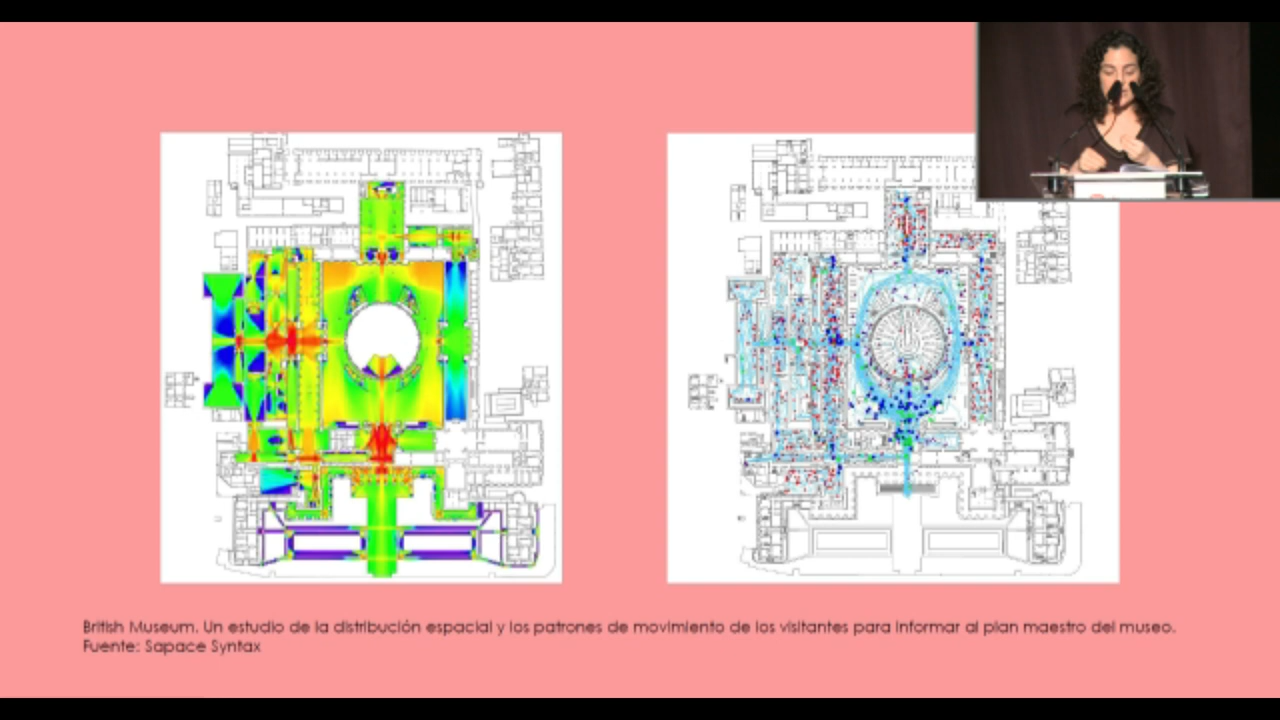 British Museum. Un estudio de la distribución espacial y los patrones de movimiento de los visitantes para informar al plan maestro del museo.
Fuente: Sapace Syntax